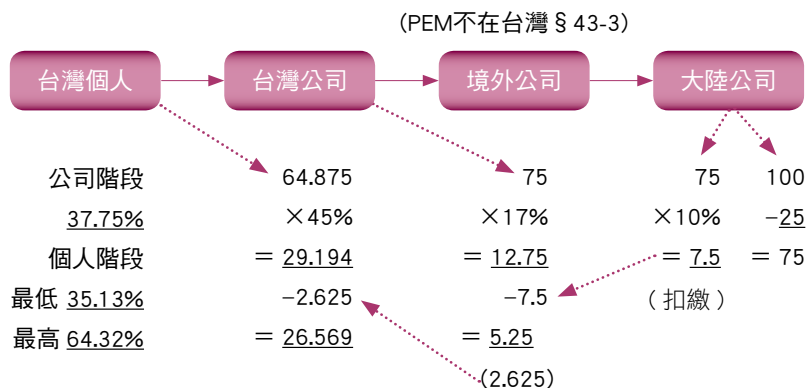 (PEM不在台灣§43-3)
台灣個人 台灣公司 境外公司 大陸公司
公司階段 64.875 75 75 100
37.75% ×45% ×17% ×10% −25
個人階段 = 29.194 = 12.75 = 7.5 = 75
最低 35.13% −2.625 −7.5 (扣繳)
最高 64.32% = 26.569 = 5.25
(2.625)